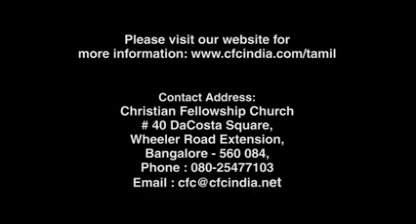 Please visit our website for
more information: www.cfcindia.com/tamil
Contact Address:
Christian Fellowship Church
# 40 DaCosta Square,
Wheeler Road Extension,
Bangalore - 560 084,
Phone : 080-25477103
Email : cfc@cfcindia.net